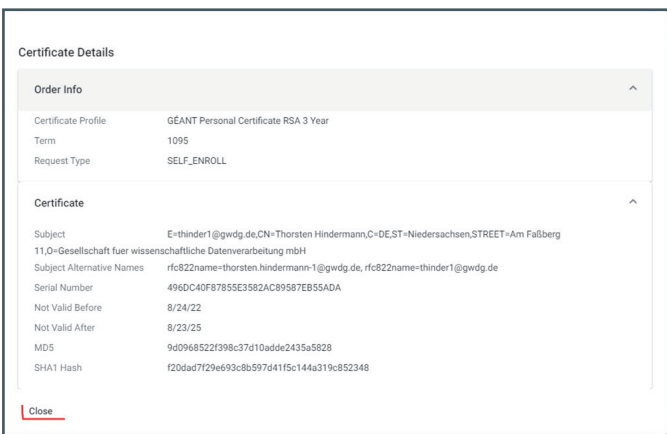 Certificate Details
Order Info
Certificate Profile GÉANT Personal Certificate RSA 3 Year
Term 1095
Request Type SELF_ENROLL
Certificate
Subject E=thinder1@gwdg.de,CN=Thorsten Hindermann,C=DE,ST=Niedersachsen,STREET=Am Faßberg
11,O=Gesellschaft fuer wissenschaftliche Datenverarbeitung mbH
Subject Alternative Names rfc822name=thorsten.hindermann-1@gwdg.de, rfc822name=thinder1@gwdg.de
Serial Number 496DC40F87855E3582AC89587EB55ADA
Not Valid Before 8/24/22
Not Valid After 8/23/25
MD5 9d0968522f398c37d10adde2435a5828
SHA1 Hash f20dad7f29e693c8b597d41f5c144a319c852348
Close